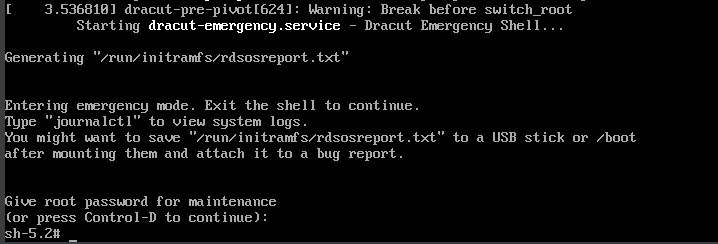 [    3.536810] dracut-pre-pivot[624]: Warning: Break before switch_root
Starting dracut-emergency.service - Dracut Emergency Shell...
Generating "/run/initramfs/rdsosreport.txt"
Entering emergency mode. Exit the shell to continue.
Type "journalctl" to view system logs.
You might want to save "/run/initramfs/rdsosreport.txt" to a USB stick or /boot
after mounting them and attach it to a bug report.
Give root password for maintenance
(or press Control-D to continue):
sh-5.2# _